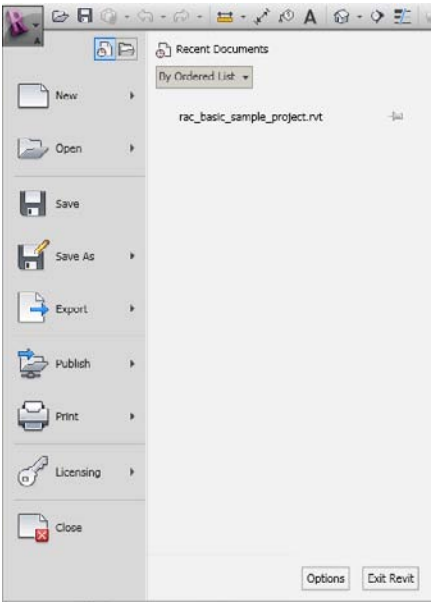 A
A
Recent Documents
By Ordered List
New
rac_basic_sample_project.rvt
Open
Save
Save As
Export
Publish
Print
Licensing
Close
Options
Exit Revit